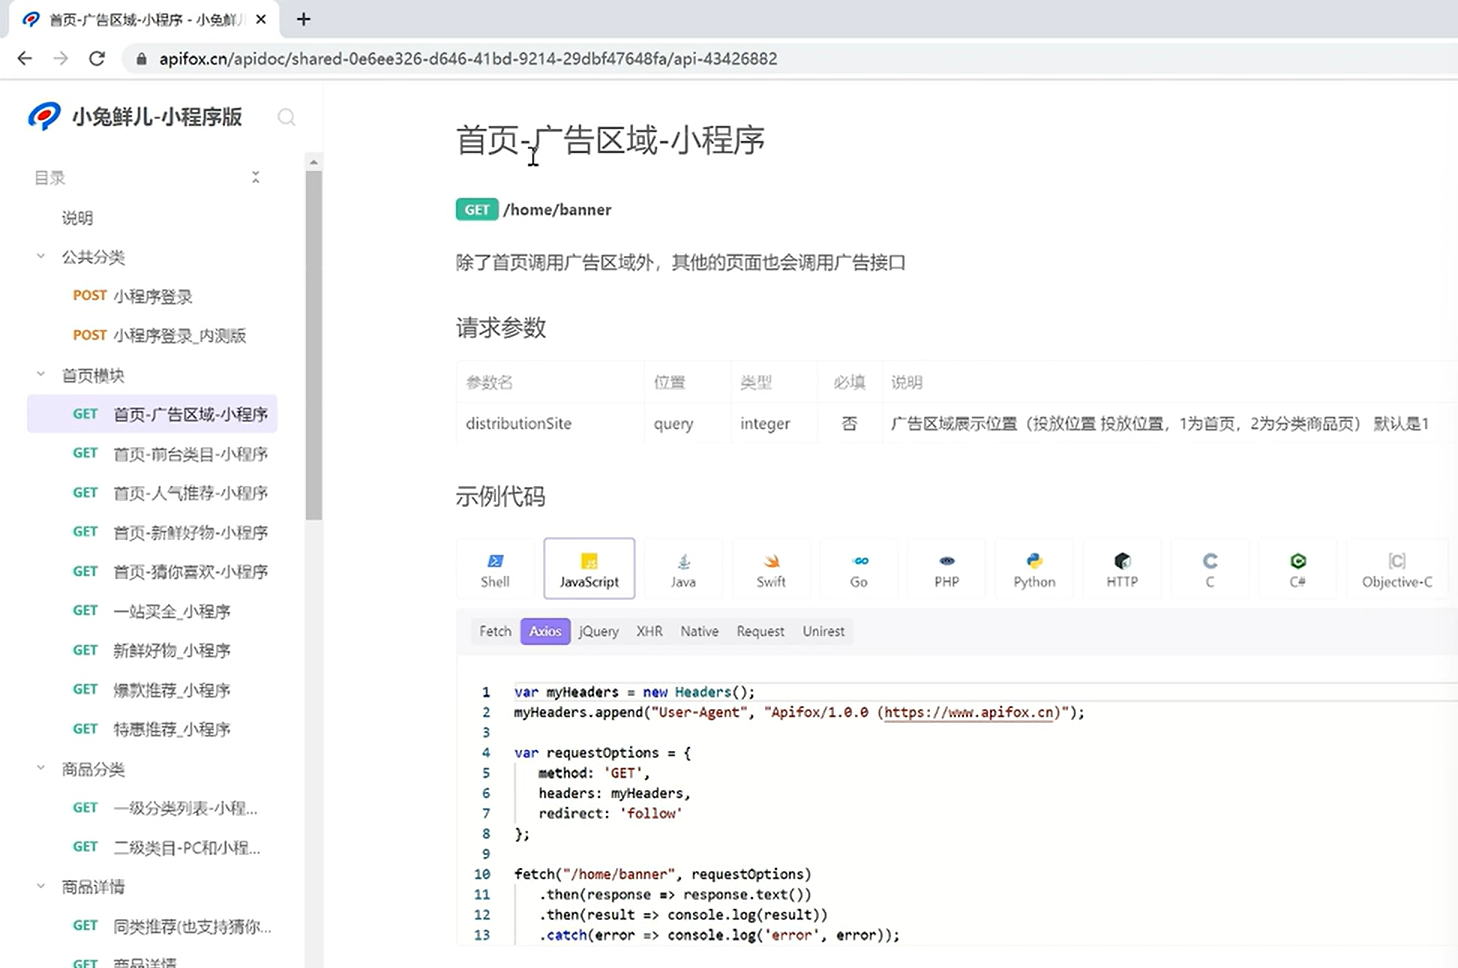 首页-广告区域-小程序 - 小兔鲜儿
apifox.cn/apidoc/shared-0e6ee326-d646-41bd-9214-29dbf47648fa/api-43426882
小兔鲜儿-小程序版
目录
说明
公共分类
POST 小程序登录
POST 小程序登录_内测版
首页模块
GET 首页-广告区域-小程序
GET 首页-前台类目-小程序
GET 首页-人气推荐-小程序
GET 首页-新鲜好物-小程序
GET 首页-猜你喜欢-小程序
GET 一站买全_小程序
GET 新鲜好物_小程序
GET 爆款推荐_小程序
GET 特惠推荐_小程序
商品分类
GET 一级分类列表-小程...
GET 二级类目-PC和小程...
商品详情
GET 同类推荐(也支持猜你...
GET 商品详情
首页-广告区域-小程序
GET /home/banner
除了首页调用广告区域外，其他的页面也会调用广告接口
请求参数
参数名 位置 类型 必填 说明
distributionSite query integer 否 广告区域展示位置（投放位置 投放位置，1为首页，2为分类商品页） 默认是1
示例代码
Shell JavaScript Java Swift Go PHP Python HTTP C C# Objective-C
Fetch Axios jQuery XHR Native Request Unirest
1 var myHeaders = new Headers();
2 myHeaders.append("User-Agent", "Apifox/1.0.0 (https://www.apifox.cn)");
3
4 var requestOptions = {
5 method: 'GET',
6 headers: myHeaders,
7 redirect: 'follow'
8 };
9
10 fetch("/home/banner", requestOptions)
11 .then(response => response.text())
12 .then(result => console.log(result))
13 .catch(error => console.log('error', error));